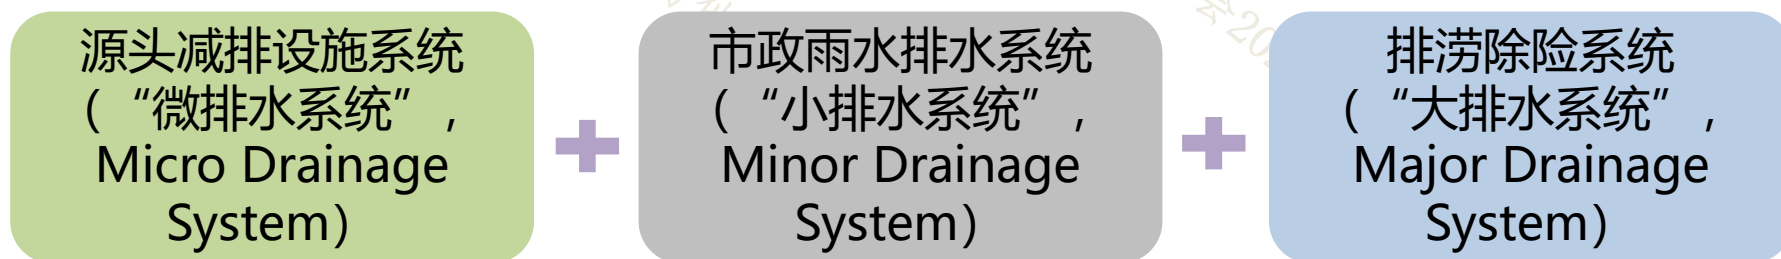 源头减排设施系统
(“微排水系统”,
Micro Drainage
System)
市政雨水排水系统
(“小排水系统”,
Minor Drainage
System)
排涝除险系统
(“大排水系统”,
Major Drainage
System)